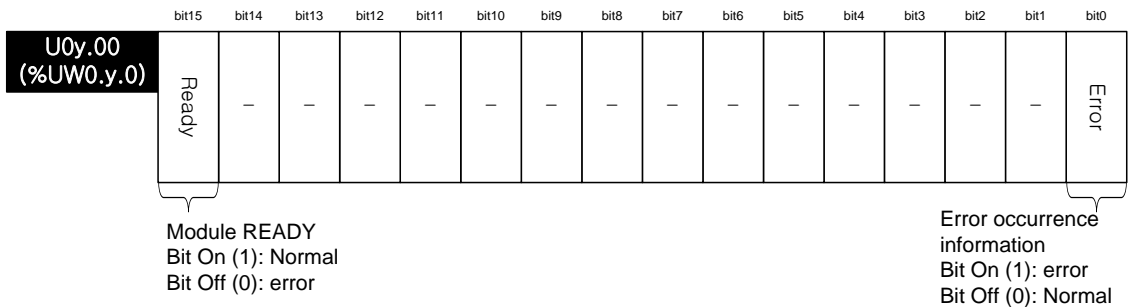 bit15 bit14 bit13 bit12 bit11 bit10 bit9 bit8 bit7 bit6 bit5 bit4 bit3 bit2 bit1 bit0
U0y.00
(%UW0.y.0)
Ready – – – – – – – – – – – – – – Error
Module READY
Bit On (1): Normal
Bit Off (0): error
Error occurrence
information
Bit On (1): error
Bit Off (0): Normal